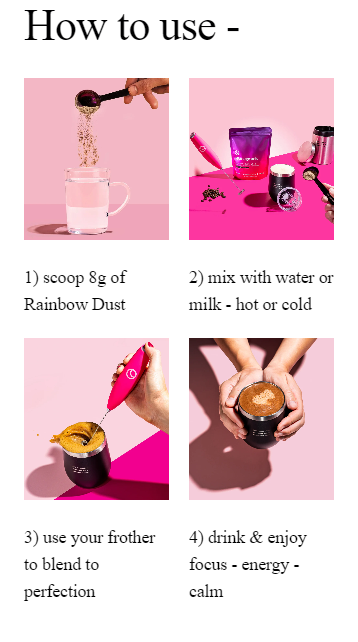 How to use -
1) scoop 8g of
Rainbow Dust
2) mix with water or
milk - hot or cold
3) use your frother
to blend to
perfection
4) drink & enjoy
focus - energy -
calm